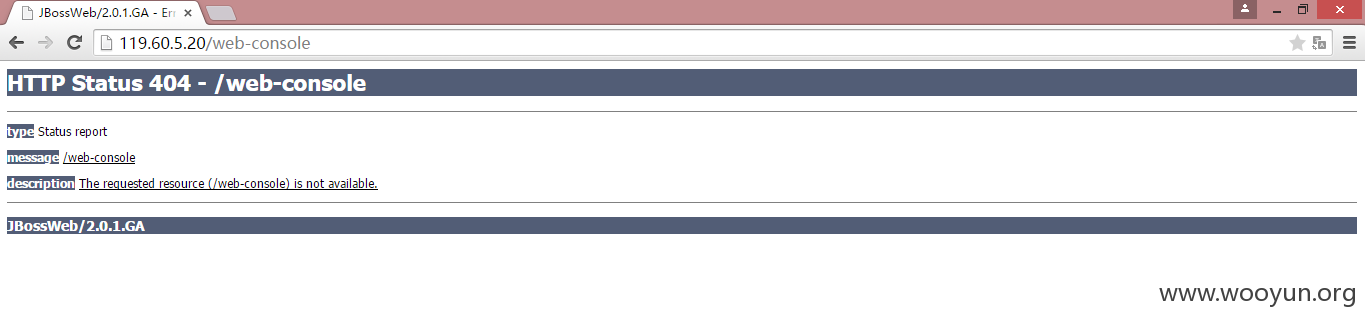 JBossWeb/2.0.1.GA - Err
119.60.5.20/web-console
HTTP Status 404 - /web-console
type Status report
message /web-console
description The requested resource (/web-console) is not available.
JBossWeb/2.0.1.GA
www.wooyun.org